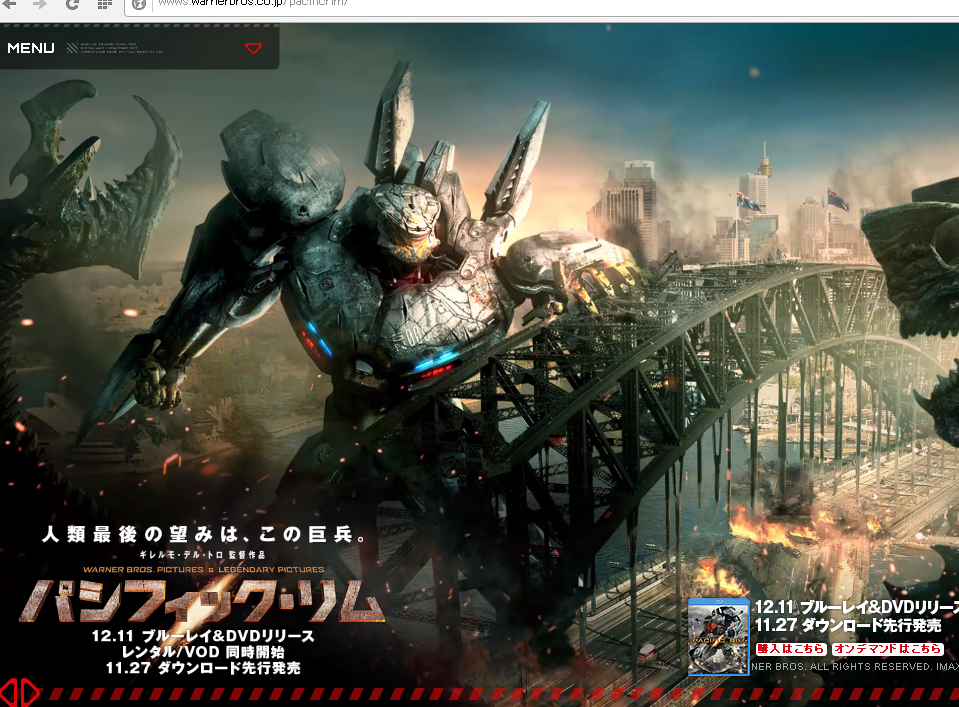 www.warnerbros.co.jp/pacificrim/
MENU
人類最後の望みは、この巨兵。
ギレルモ・デル・トロ 監督作品
WARNER BROS. PICTURES & LEGENDARY PICTURES
パシフィック・リム
12.11 ブルーレイ&DVDリリース
レンタル/VOD 同時開始
11.27 ダウンロード先行発売
PACIFIC RIM
12.11 ブルーレイ&DVDリリース
11.27 ダウンロード先行発売
購入はこちら オンデマンドはこちら
NER BROS. ALL RIGHTS RESERVED. IMAX